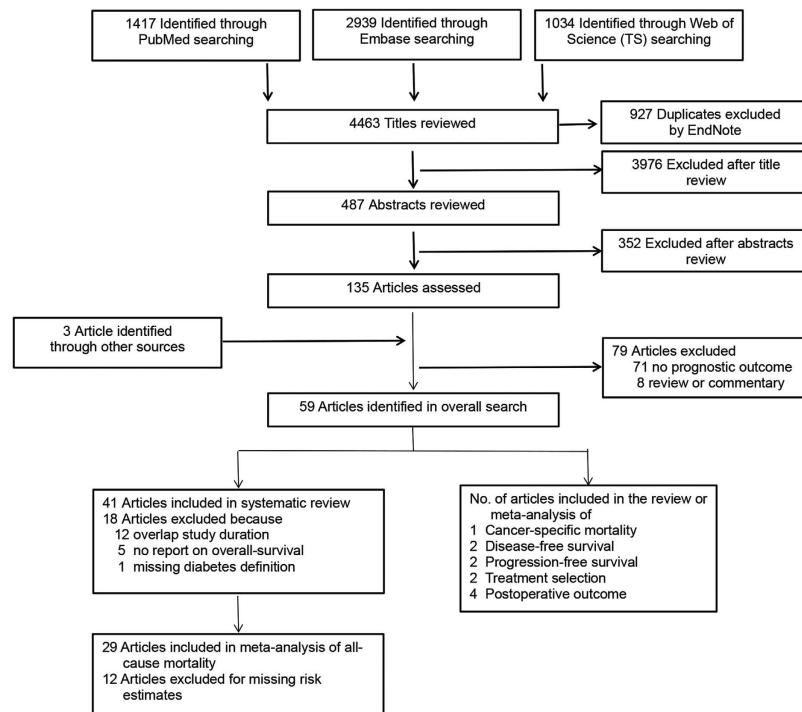 1417 Identified through
PubMed searching
2939 Identified through
Embase searching
1034 Identified through Web of
Science (TS) searching
4463 Titles reviewed
927 Duplicates excluded
by EndNote
3976 Excluded after title
review
487 Abstracts reviewed
352 Excluded after abstracts
review
135 Articles assessed
3 Article identified
through other sources
79 Articles excluded
71 no prognostic outcome
8 review or commentary
59 Articles identified in overall search
41 Articles included in systematic review
18 Articles excluded because
12 overlap study duration
5 no report on overall-survival
1 missing diabetes definition
No. of articles included in the review or
meta-analysis of
1 Cancer-specific mortality
2 Disease-free survival
2 Progression-free survival
2 Treatment selection
4 Postoperative outcome
29 Articles included in meta-analysis of all-
cause mortality
12 Articles excluded for missing risk
estimates